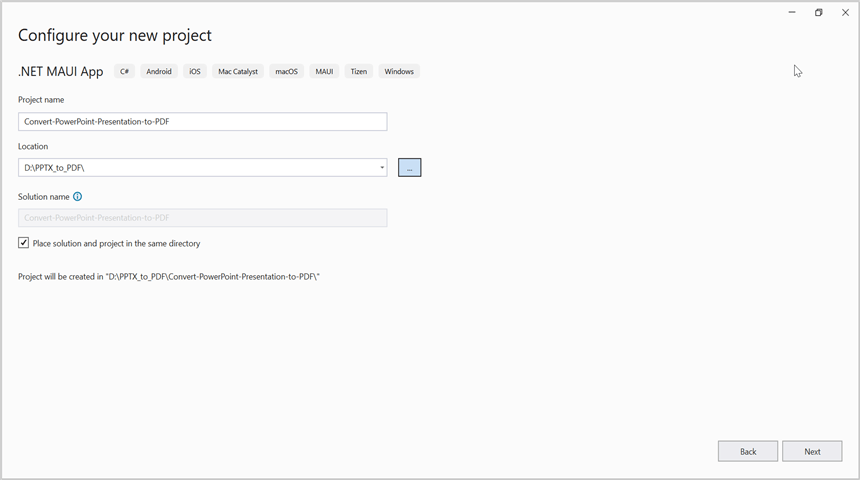 Configure your new project
.NET MAUI App C# Android iOS Mac Catalyst macOS MAUI Tizen Windows
Project name
Convert-PowerPoint-Presentation-to-PDF
Location
D:\PPTX_to_PDF\
...
Solution name
Convert-PowerPoint-Presentation-to-PDF
Place solution and project in the same directory
Project will be created in "D:\PPTX_to_PDF\Convert-PowerPoint-Presentation-to-PDF\"
Back Next